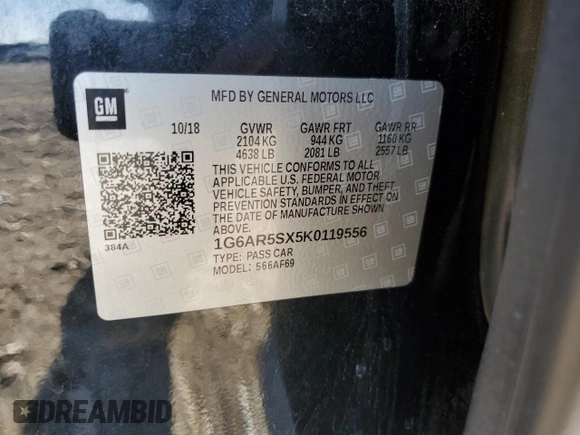 GM
MFD BY GENERAL MOTORS LLC
10/18 GVWR GAWR FRT GAWR RR
2104 KG 944 KG 1160 KG
4638 LB 2081 LB 2557 LB
THIS VEHICLE CONFORMS TO ALL
APPLICABLE U.S. FEDERAL MOTOR
VEHICLE SAFETY, BUMPER, AND THEFT
PREVENTION STANDARDS IN EFFECT ON
THE DATE OF MANUFACTURE SHOWN
ABOVE.
384A
1G6AR5SX5K0119556
TYPE: PASS CAR
MODEL: 566AF69
DREAMBID